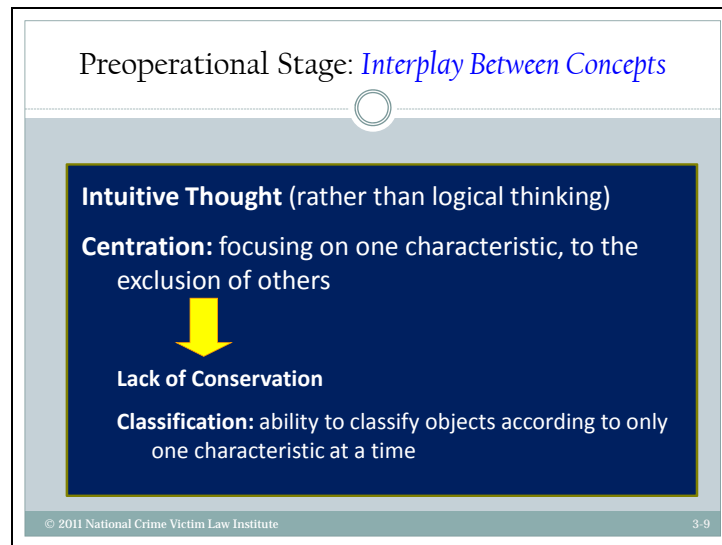 Preoperational Stage: Interplay Between Concepts
Intuitive Thought (rather than logical thinking)
Centration: focusing on one characteristic, to the
exclusion of others
Lack of Conservation
Classification: ability to classify objects according to only
one characteristic at a time
© 2011 National Crime Victim Law Institute 3-9